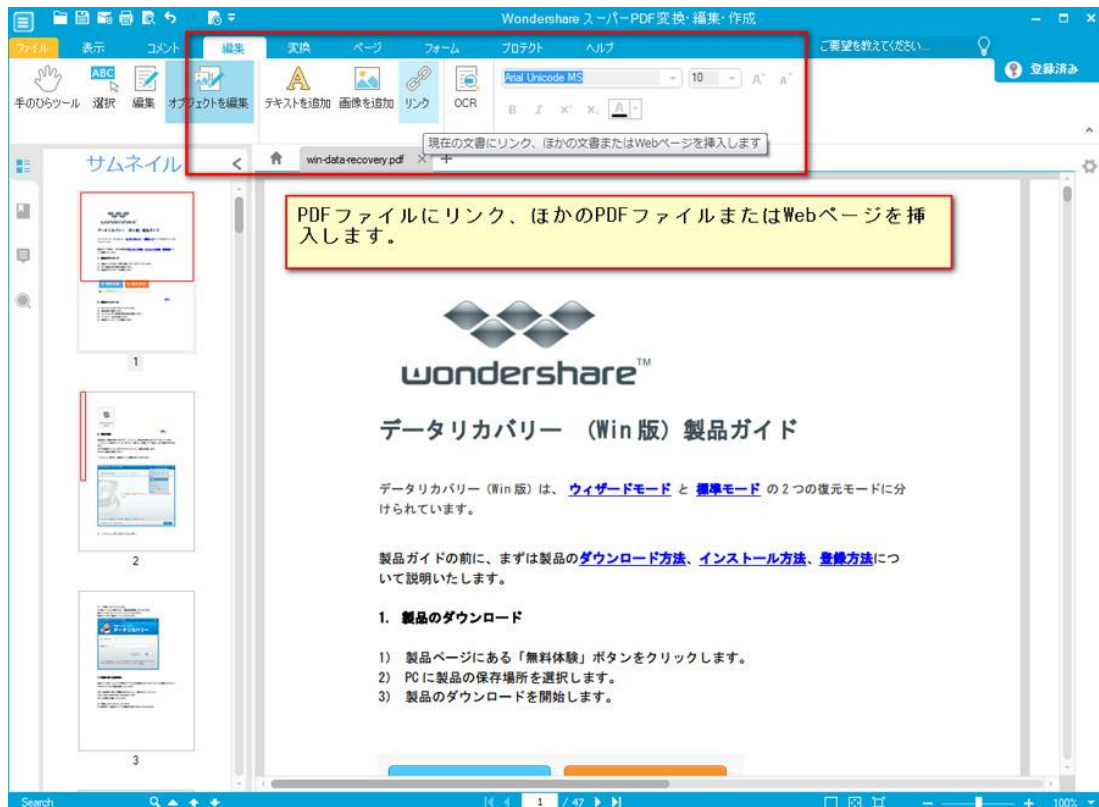 Wondershare スーパーPDF変換・編集・作成
ファイル 表示 コメント 編集 変換 ページ フォーム プロテクト ヘルプ ご要望を教えてください...
登録済み
ABC
手のひらツール 選択 編集 オブジェクトを編集 テキストを追加 画像を追加 リンク OCR
Arial Unicode MS 10 A A
B I X X A
現在の文書にリンク、ほかの文書またはWebページを挿入します
サムネイル <
win-data-recovery.pdf × +
PDFファイルにリンク、ほかのPDFファイルまたはWebページを挿
入します。
wondershare™
データリカバリー （Win版）製品ガイド
データリカバリー（Win版）は、 ウィザードモード と 標準モード の2つの復元モードに分
けられています。
製品ガイドの前に、まずは製品のダウンロード方法、インストール方法、登録方法につ
いて説明いたします。
1. 製品のダウンロード
1) 製品ページにある「無料体験」ボタンをクリックします。
2) PCに製品の保存場所を選択します。
3) 製品のダウンロードを開始します。
1
2
3
Search 1 / 47 100%